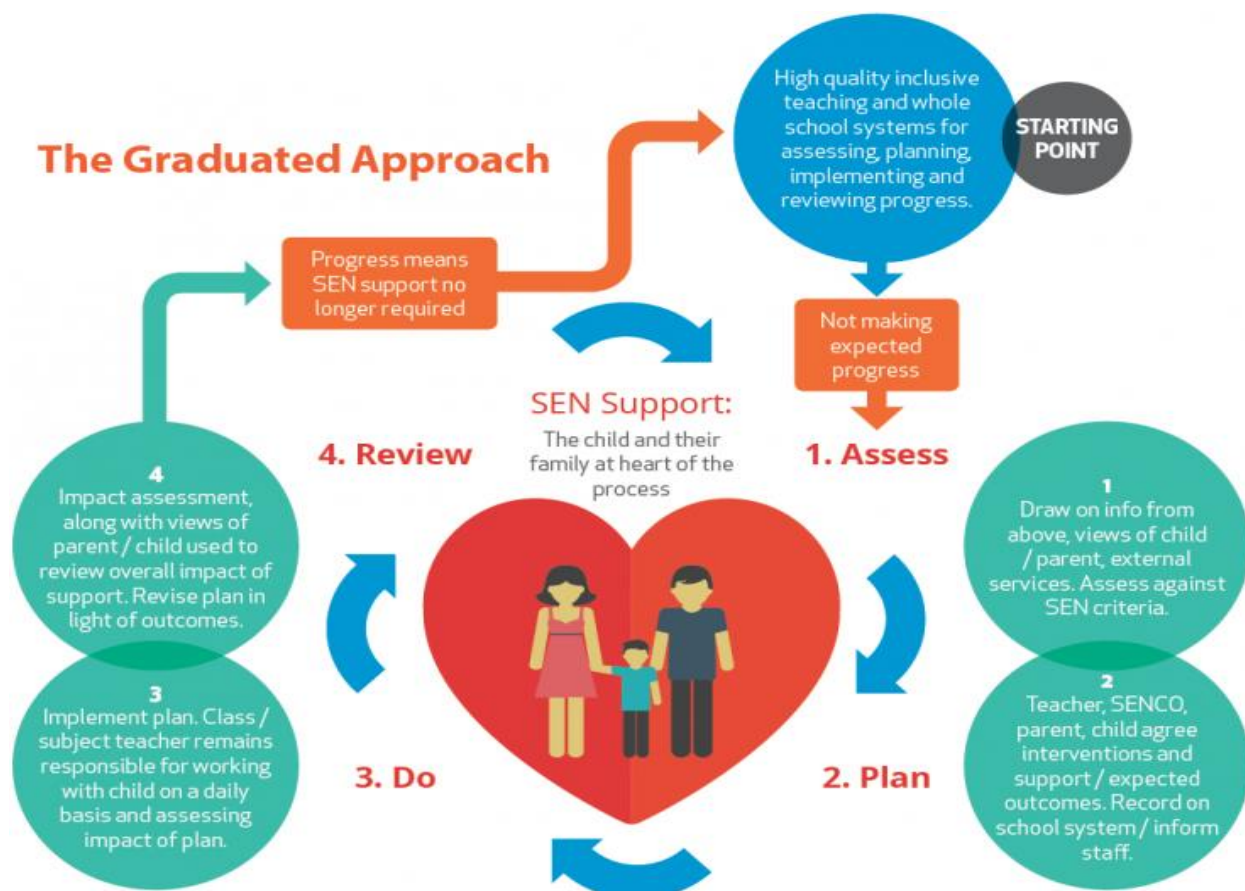 The Graduated Approach
High quality inclusive
teaching and whole
school systems for
assessing, planning,
implementing and
reviewing progress.
STARTING
POINT
Progress means
SEN support no
longer required
Not making
expected
progress
SEN Support:
The child and their
family at heart of the
process
4. Review
1. Assess
4
Impact assessment,
along with views of
parent / child used to
review overall impact of
support. Revise plan in
light of outcomes.
1
Draw on info from
above, views of child
/ parent, external
services. Assess against
SEN criteria.
3
Implement plan. Class /
subject teacher remains
responsible for working
with child on a daily
basis and assessing
impact of plan.
3. Do
2. Plan
2
Teacher, SENCO,
parent, child agree
interventions and
support / expected
outcomes. Record on
school system / inform
staff.